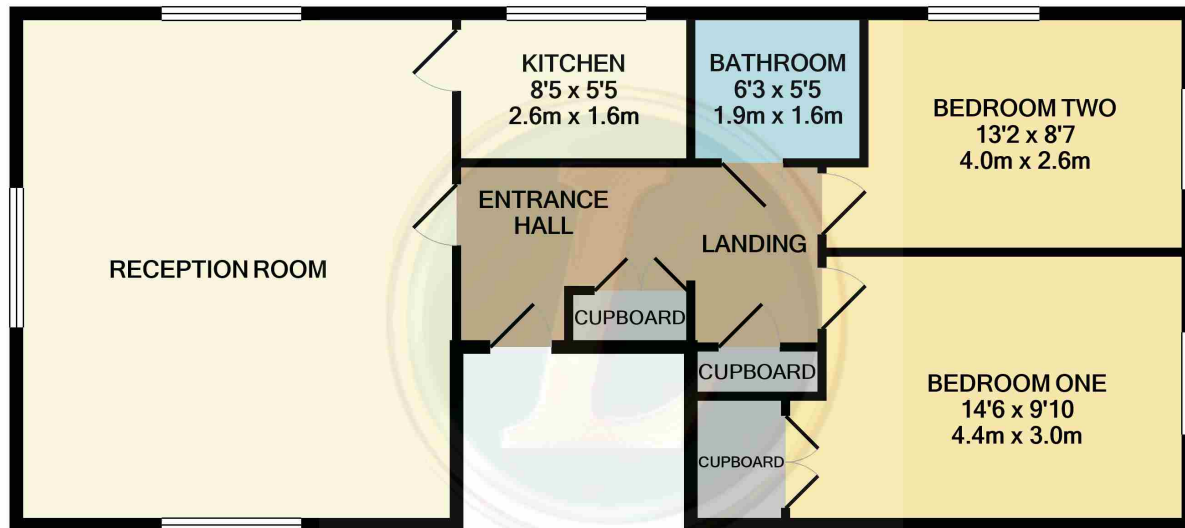 KITCHEN
8'5 x 5'5
2.6m x 1.6m
BATHROOM
6'3 x 5'5
1.9m x 1.6m
BEDROOM TWO
13'2 x 8'7
4.0m x 2.6m
ENTRANCE
HALL
LANDING
RECEPTION ROOM
CUPBOARD
CUPBOARD
BEDROOM ONE
14'6 x 9'10
4.4m x 3.0m
CUPBOARD